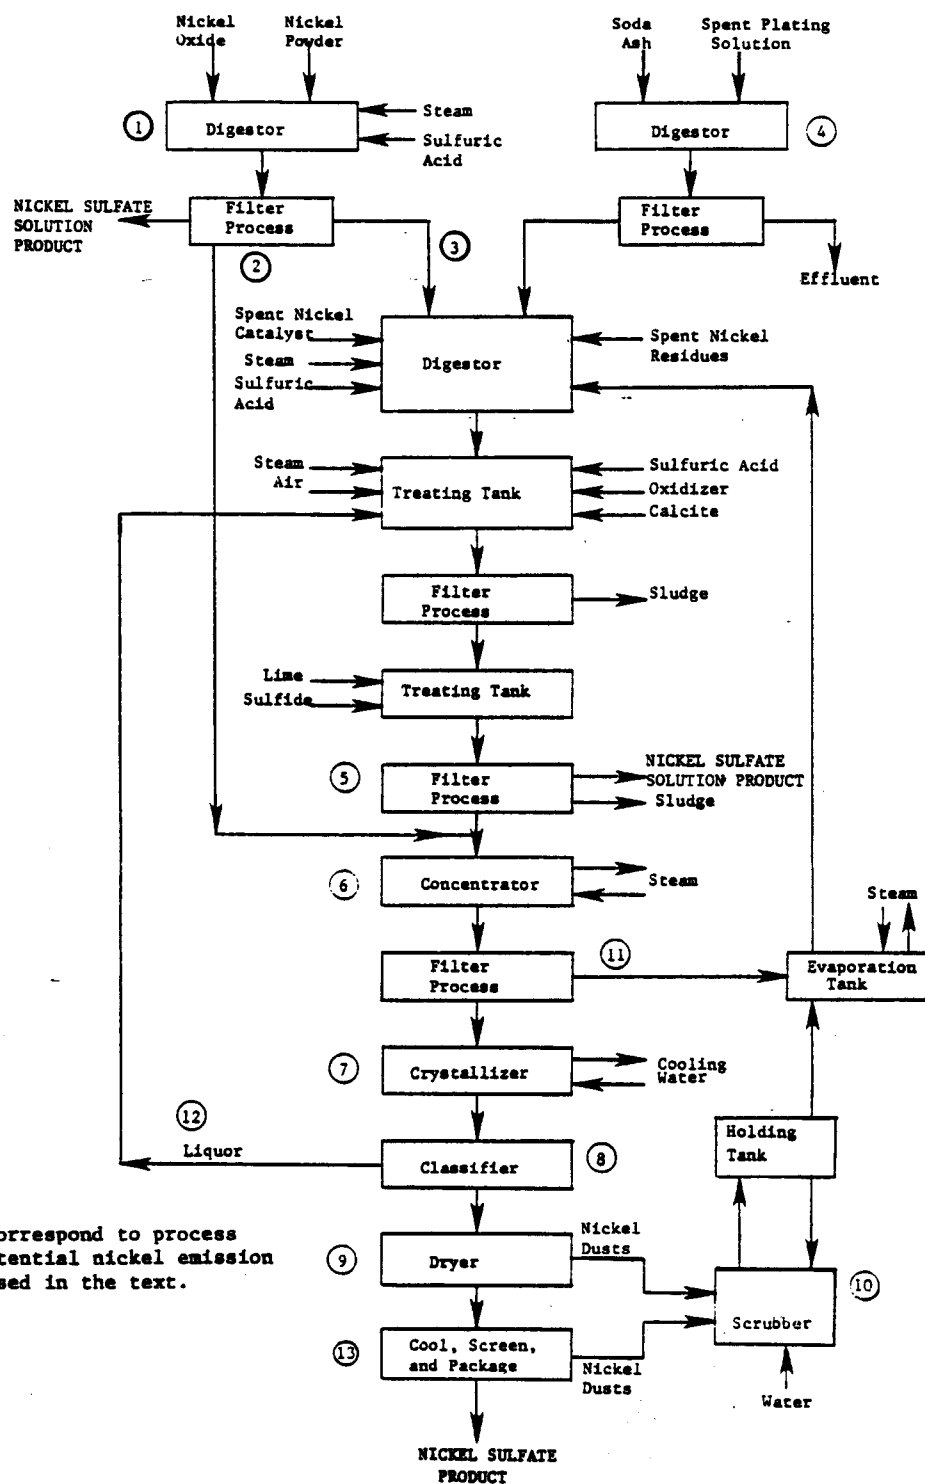 Nickel
Oxide
Nickel
Powder
Soda
Ash
Spent Plating
Solution
1
Digestor
Steam
Sulfuric
Acid
Digestor
4
NICKEL SULFATE
SOLUTION
PRODUCT
Filter
Process
2
3
Filter
Process
Effluent
Spent Nickel
Catalyst
Steam
Sulfuric
Acid
Digestor
Spent Nickel
Residues
Steam
Air
Treating Tank
Sulfuric Acid
Oxidizer
Calcite
Filter
Process
Sludge
Lime
Sulfide
Treating Tank
5
Filter
Process
NICKEL SULFATE
SOLUTION PRODUCT
Sludge
6
Concentrator
Steam
Steam
Filter
Process
11
Evaporation
Tank
7
Crystallizer
Cooling
Water
12
Liquor
Classifier
8
Holding
Tank
orrespond to process
tential nickel emission
sed in the text.
9
Dryer
Nickel
Dusts
10
Scrubber
13
Cool, Screen,
and Package
Nickel
Dusts
Water
NICKEL SULFATE
PRODUCT